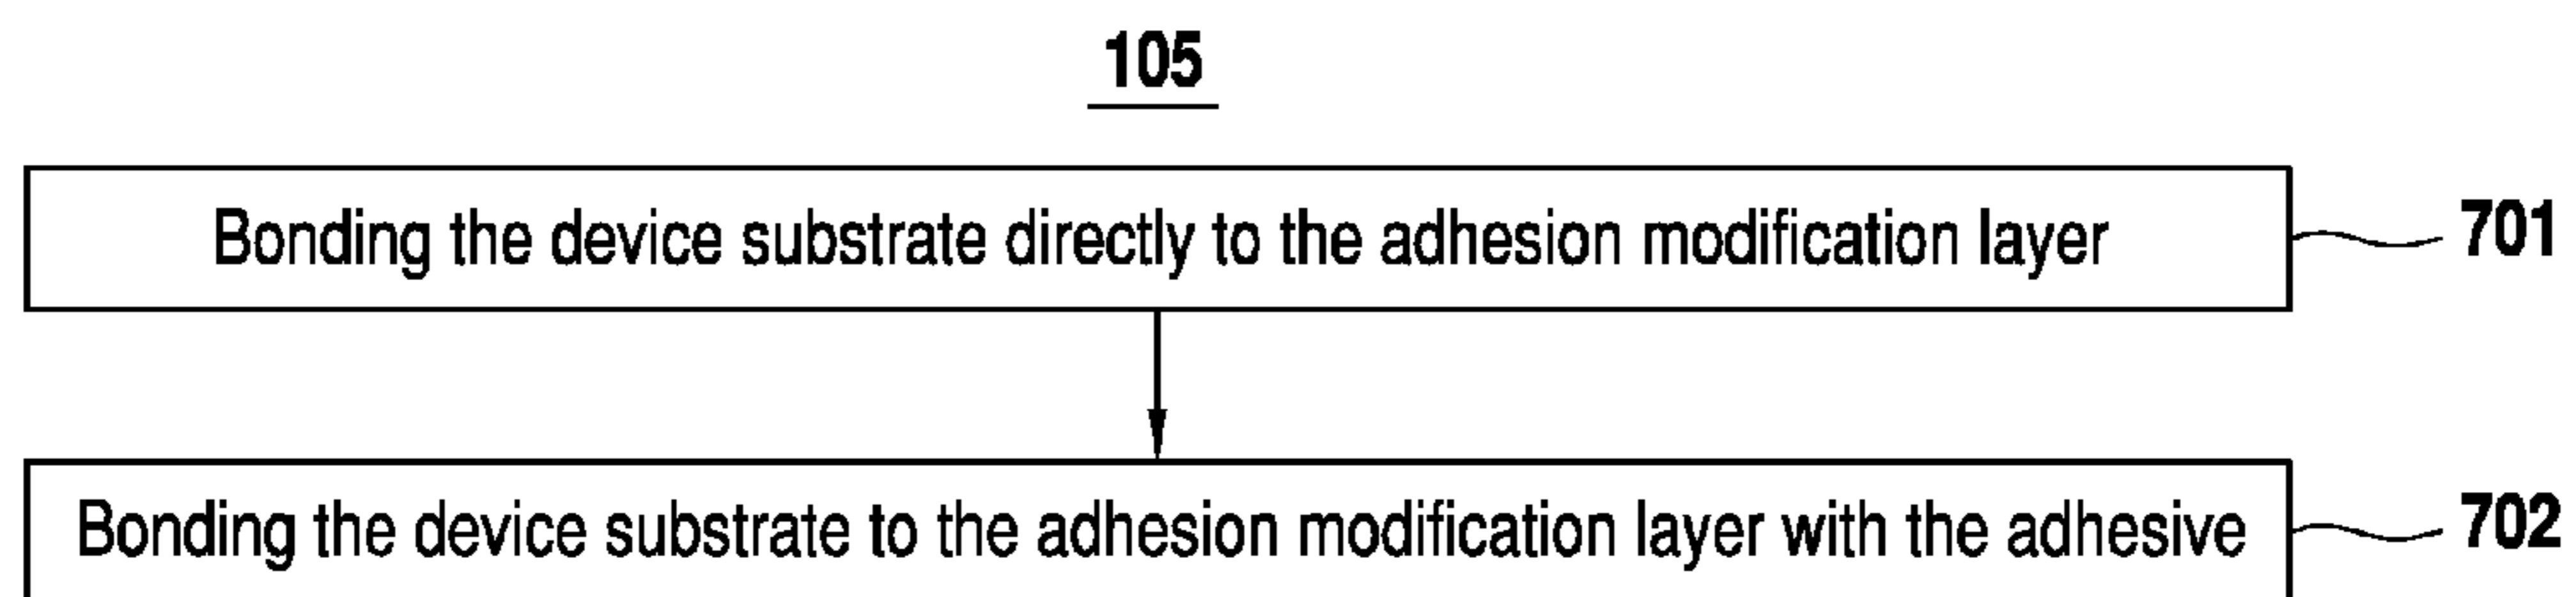 105
Bonding the device substrate directly to the adhesion modification layer
701
Bonding the device substrate to the adhesion modification layer with the adhesive
702